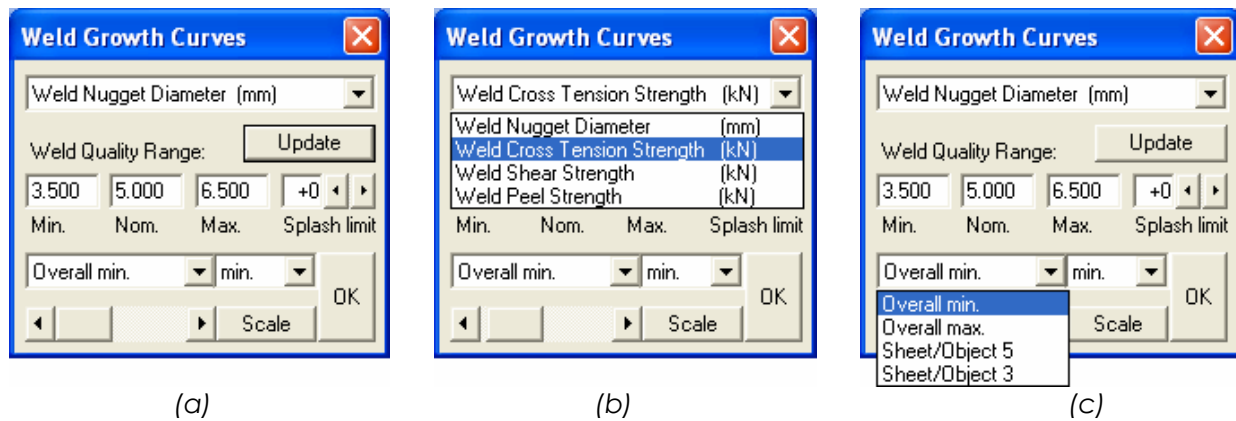 Weld Growth Curves
Weld Nugget Diameter (mm)
Weld Quality Range:
Update
3.500 5.000 6.500 +0
Min. Nom. Max. Splash limit
Overall min. min.
OK
Scale
(a)
Weld Growth Curves
Weld Cross Tension Strength (kN)
Weld Nugget Diameter (mm)
Weld Cross Tension Strength (kN)
Weld Shear Strength (kN)
Weld Peel Strength (kN)
Min. Nom. Max. Splash limit
Overall min. min.
OK
Scale
(b)
Weld Growth Curves
Weld Nugget Diameter (mm)
Weld Quality Range:
Update
3.500 5.000 6.500 +0
Min. Nom. Max. Splash limit
Overall min. min.
OK
Overall min.
Overall max.
Sheet/Object 5
Sheet/Object 3
Scale
(c)